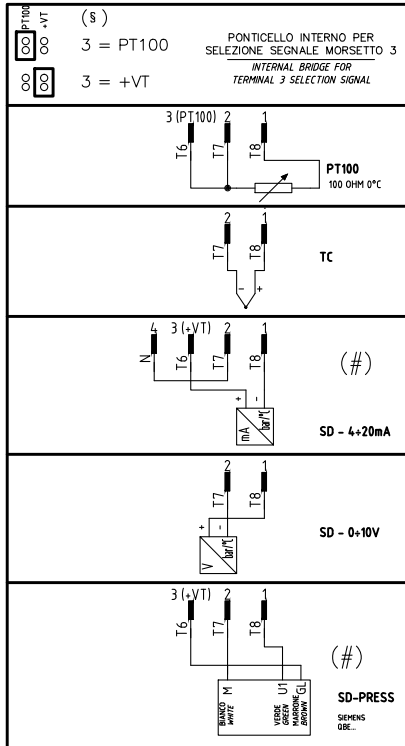 PT100
+VT
(§)
3 = PT100
3 = +VT
PONTICELLO INTERNO PER
SELEZIONE SEGNALE MORSETTO 3
INTERNAL BRIDGE FOR
TERMINAL 3 SELECTION SIGNAL
3 (PT100) 2 1
T6 T7 T8
PT100
100 OHM 0°C
2 1
T7 T8
- +
TC
4 3 (+VT) 2 1
N T6 T7 T8
(#)
+ -
mA bar/°C
SD - 4÷20mA
2 1
T7 T8
+ -
V bar/°C
SD - 0÷10V
3 (+VT) 2 1
T6 T7 T8
(#)
M U1 GL
BIANCO
WHITE
VERDE
GREEN
MARRONE
BROWN
SD-PRESS
SIEMENS
QBE...